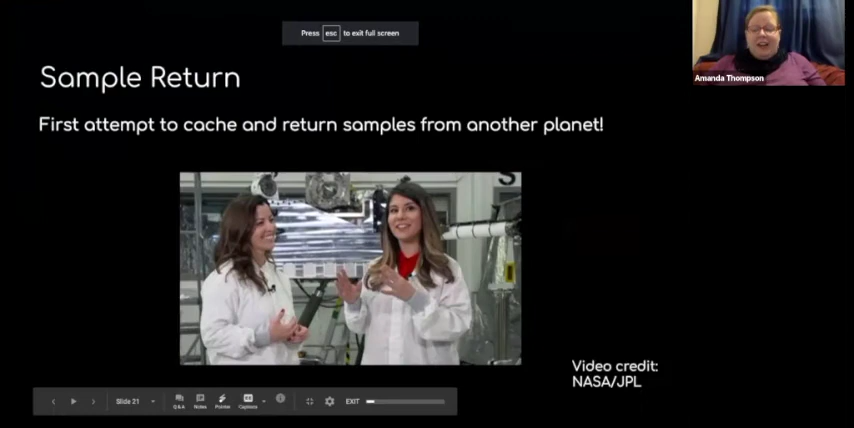 Press esc to exit full screen
Amanda Thompson
Sample Return
First attempt to cache and return samples from another planet!
S
Video credit:
NASA/JPL
Slide 21
Q&A
Notes
Pointer
Captions
EXIT